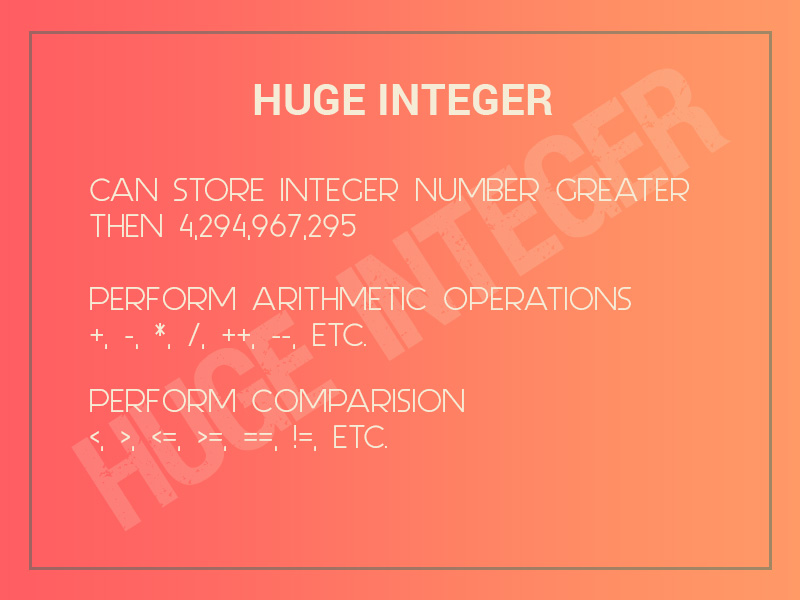 HUGE INTEGER
CAN STORE INTEGER NUMBER GREATER
THEN 4,294,967,295
PERFORM ARITHMETIC OPERATIONS
+, -, *, /, ++, --, ETC.
PERFORM COMPARISION
<, >, <=, >=, ==, !=, ETC.
HUGE INTEGER